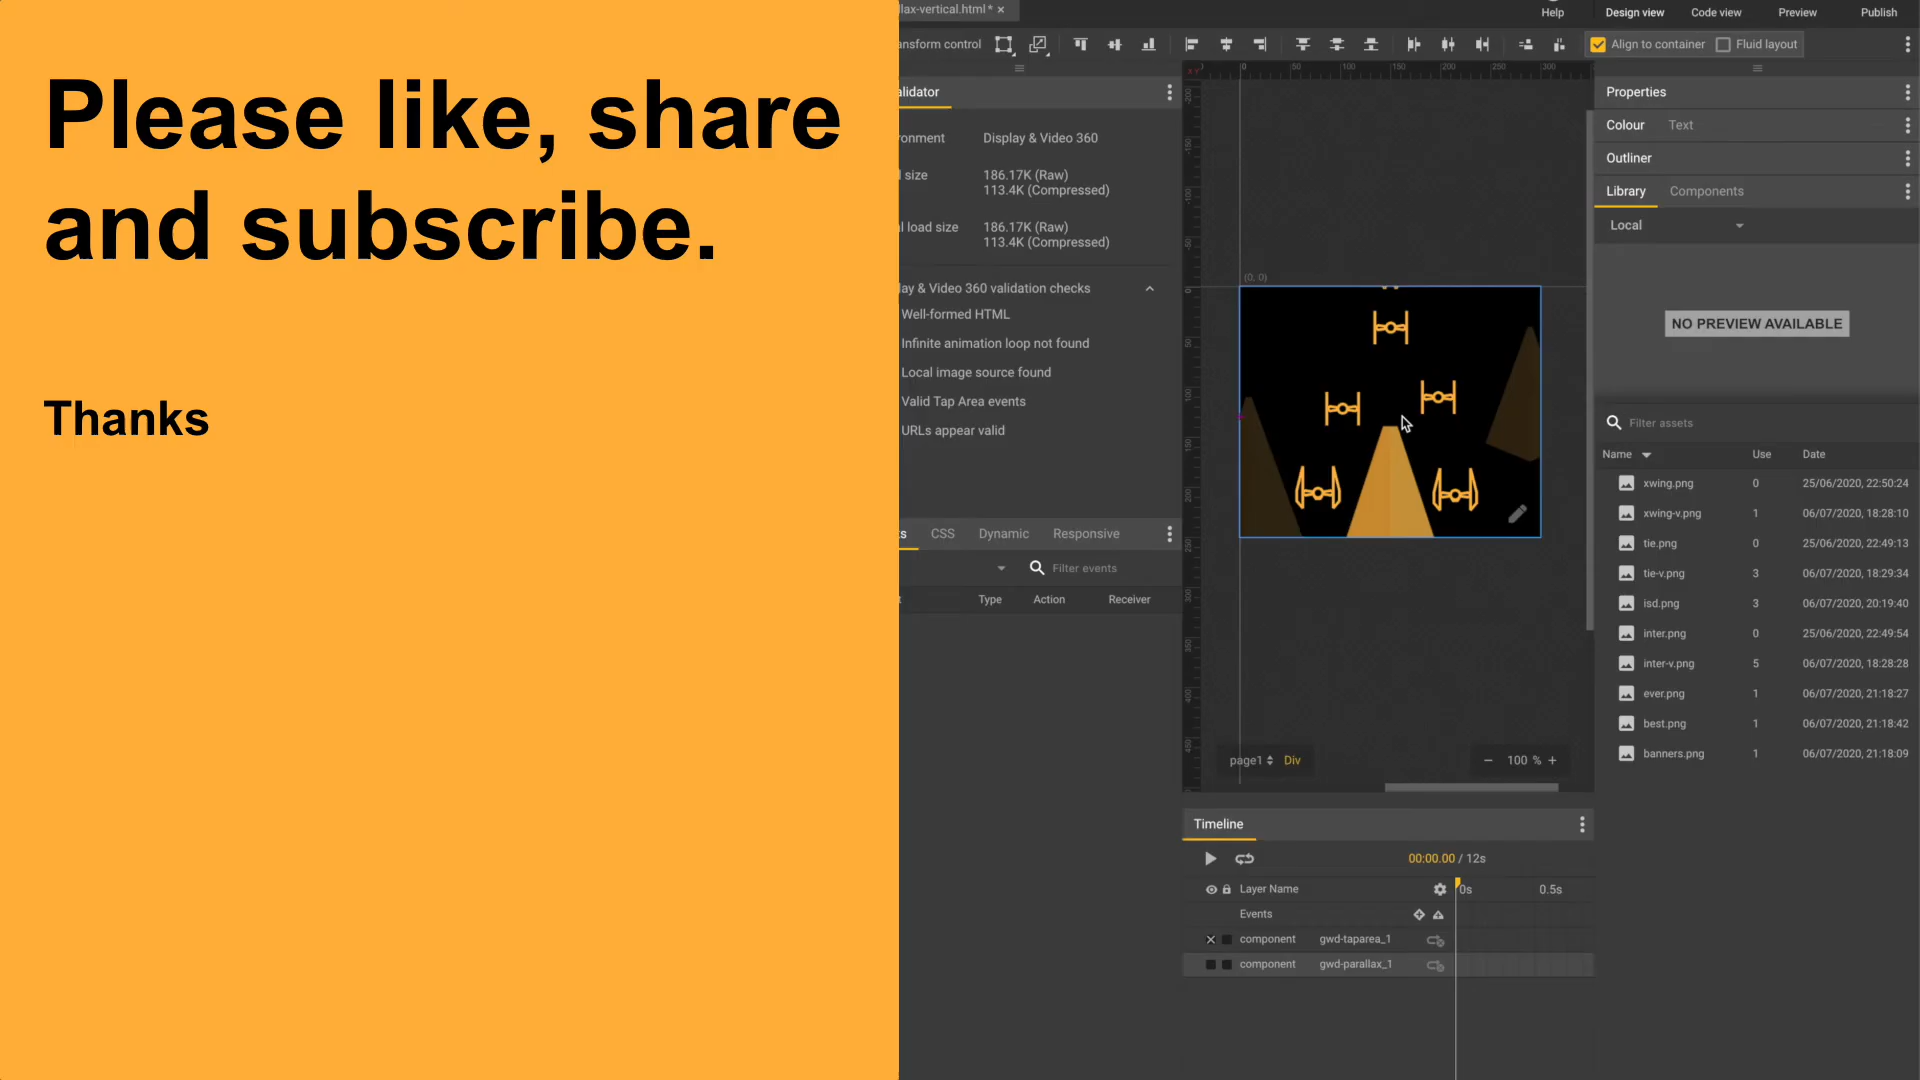 Please like, share
and subscribe.
Thanks
lax-vertical.html* ×
Help
Design view
Code view
Preview
Publish
ansform control
Align to container
Fluid layout
alidator
ronment
Display & Video 360
l size
186.17K (Raw)
113.4K (Compressed)
l load size
186.17K (Raw)
113.4K (Compressed)
lay & Video 360 validation checks
Well-formed HTML
Infinite animation loop not found
Local image source found
Valid Tap Area events
URLs appear valid
ts
CSS
Dynamic
Responsive
Filter events
t
Type
Action
Receiver
0
50
100
150
200
250
300
(0, 0)
page1
Div
− 100 % +
Timeline
00:00.00 / 12s
Layer Name
0s
0.5s
Events
component
gwd-taparea_1
component
gwd-parallax_1
Properties
Colour
Text
Outliner
Library
Components
Local
NO PREVIEW AVAILABLE
Filter assets
Name
Use
Date
xwing.png 0 25/06/2020, 22:50:24
xwing-v.png 1 06/07/2020, 18:28:10
tie.png 0 25/06/2020, 22:49:13
tie-v.png 3 06/07/2020, 18:29:34
isd.png 3 06/07/2020, 20:19:40
inter.png 0 25/06/2020, 22:49:54
inter-v.png 5 06/07/2020, 18:28:28
ever.png 1 06/07/2020, 21:18:27
best.png 1 06/07/2020, 21:18:42
banners.png 1 06/07/2020, 21:18:09